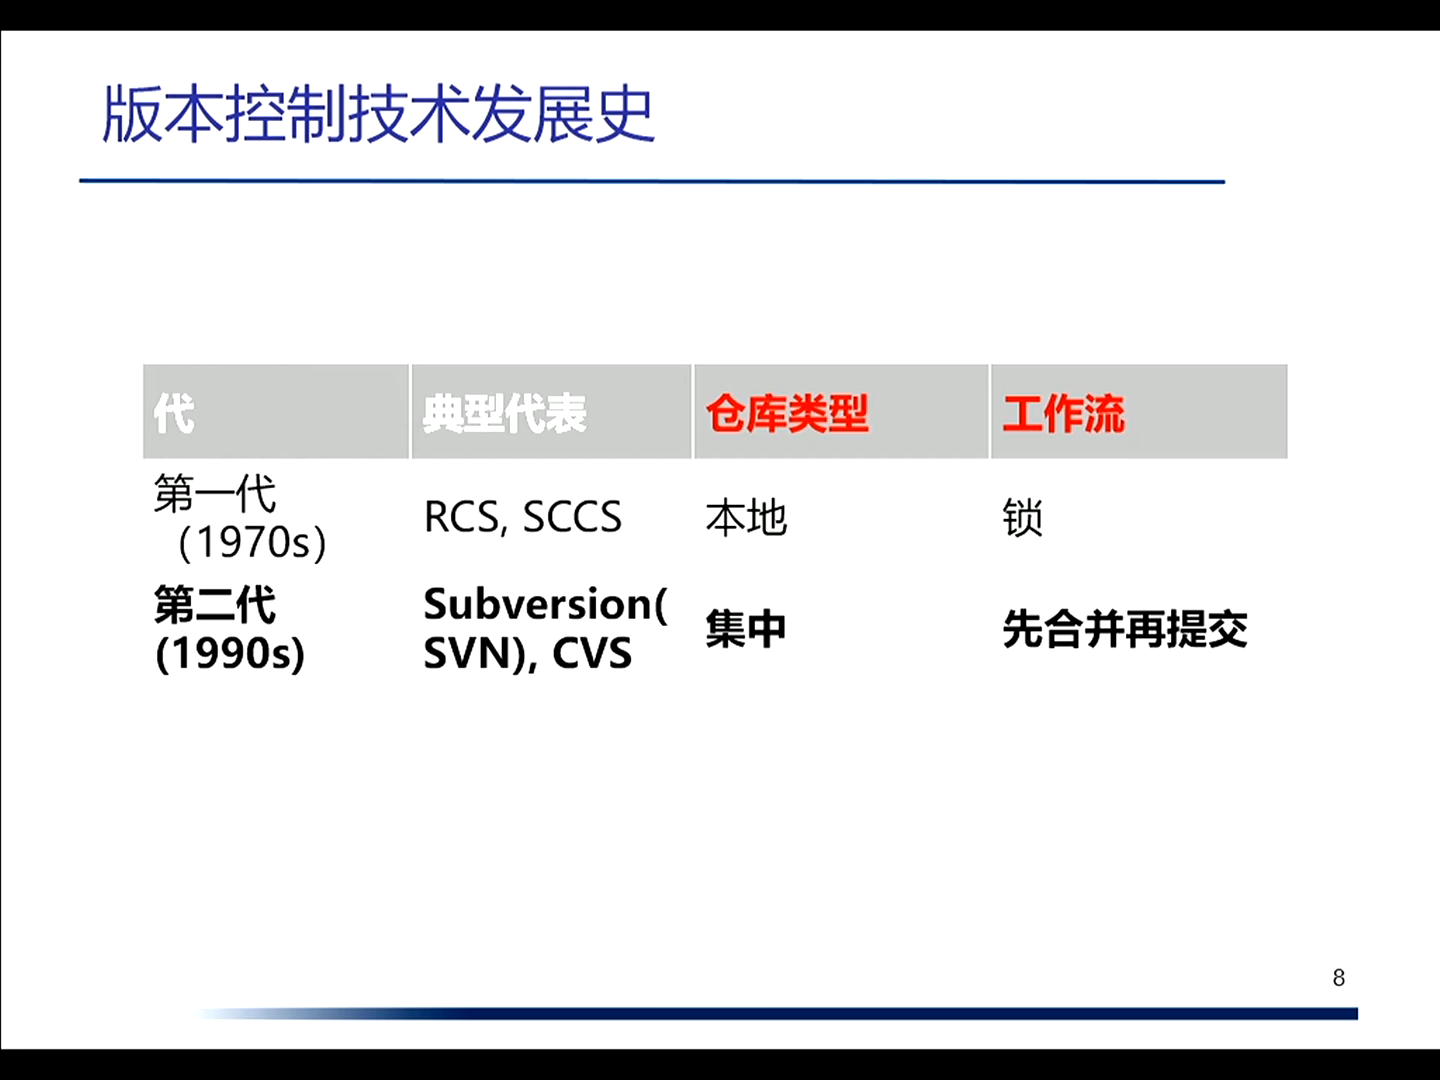 版本控制技术发展史
代 典型代表 仓库类型 工作流
第一代
（1970s） RCS, SCCS 本地 锁
第二代
(1990s) Subversion(
SVN), CVS 集中 先合并再提交
8